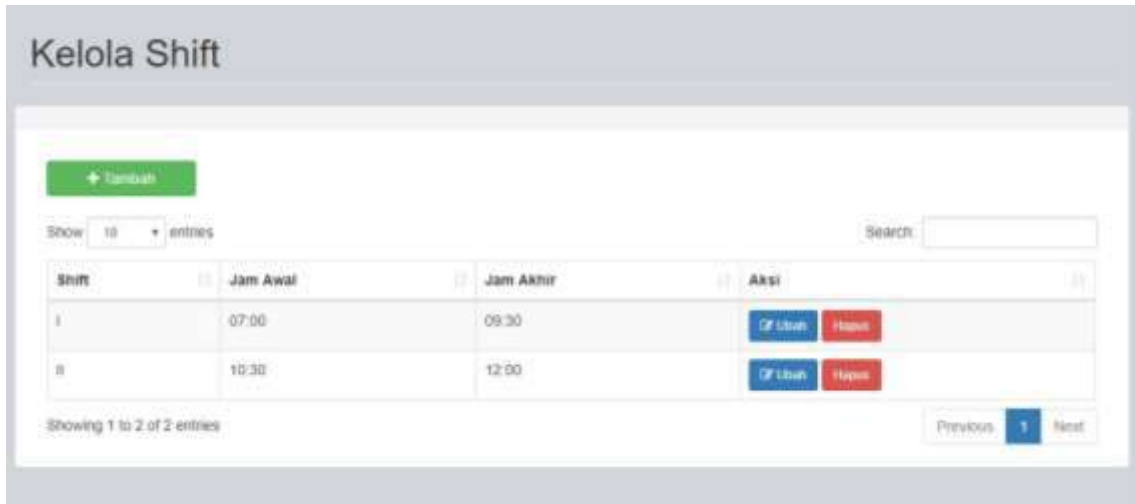 Kelola Shift
+ Tambah
Show 10 entries
Search:
Shift Jam Awal Jam Akhir Aksi
I 07:00 09:30 Ubah Hapus
II 10:30 12:00 Ubah Hapus
Showing 1 to 2 of 2 entries
Previous 1 Next